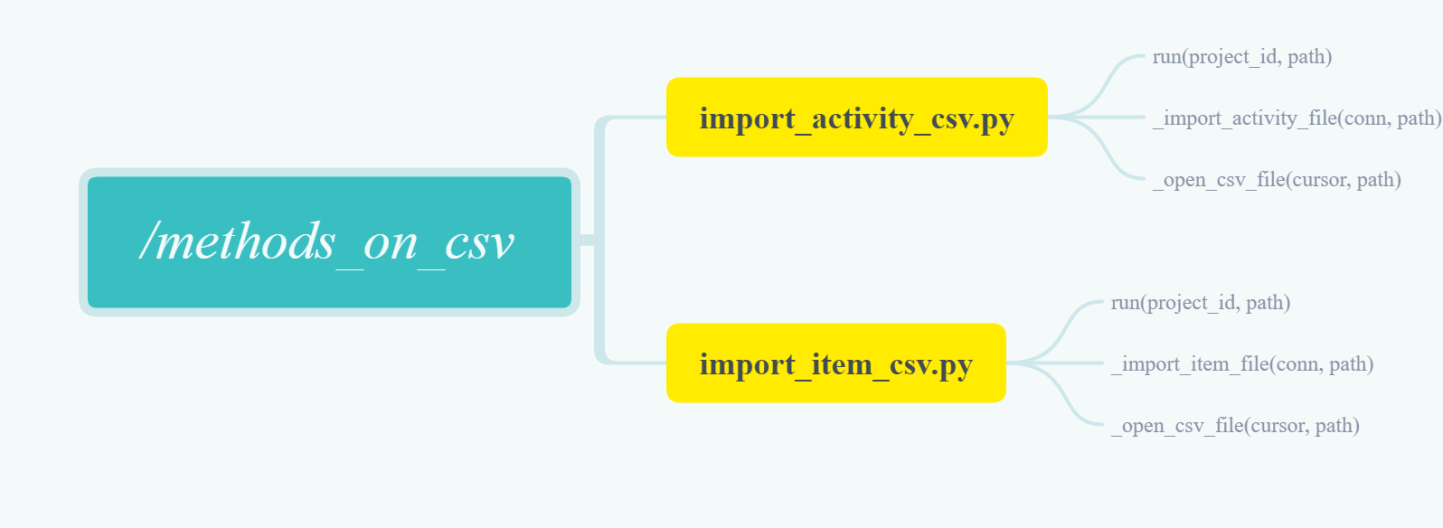 /methods_on_csv
import_activity_csv.py
run(project_id, path)
_import_activity_file(conn, path)
_open_csv_file(cursor, path)
import_item_csv.py
run(project_id, path)
_import_item_file(conn, path)
_open_csv_file(cursor, path)